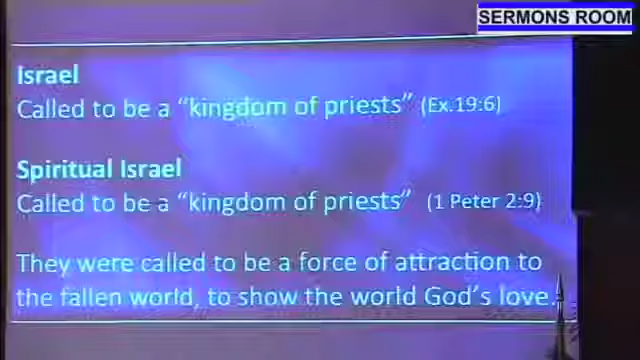 SERMONS ROOM
Israel
Called to be a “kingdom of priests” (Ex.19:6)
Spiritual Israel
Called to be a “kingdom of priests” (1 Peter 2:9)
They were called to be a force of attraction to
the fallen world, to show the world God’s love.